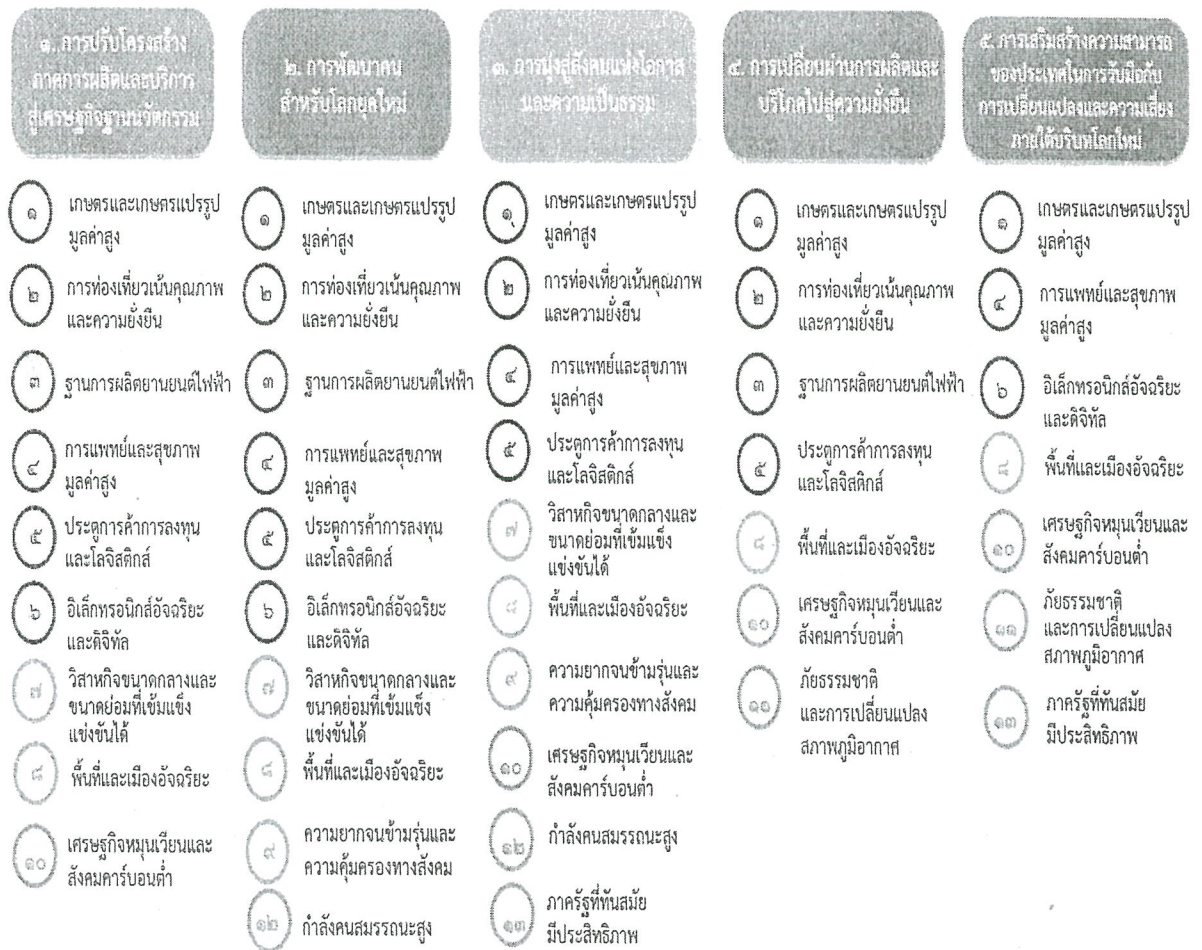 ๑. การปรับโครงสร้าง
ภาคการผลิตและบริการ
สู่เศรษฐกิจฐานนวัตกรรม
๑
เกษตรและเกษตรแปรรูป
มูลค่าสูง
๒
การท่องเที่ยวเน้นคุณภาพ
และความยั่งยืน
๓
ฐานการผลิตยานยนต์ไฟฟ้า
๔
การแพทย์และสุขภาพ
มูลค่าสูง
๕
ประตูการค้าการลงทุน
และโลจิสติกส์
๖
อิเล็กทรอนิกส์อัจฉริยะ
และดิจิทัล
๗
วิสาหกิจขนาดกลางและ
ขนาดย่อมที่เข้มแข็ง
แข่งขันได้
๘
พื้นที่และเมืองอัจฉริยะ
๑๐
เศรษฐกิจหมุนเวียนและ
สังคมคาร์บอนต่ำ
๒. การพัฒนาคน
สำหรับโลกยุคใหม่
๑
เกษตรและเกษตรแปรรูป
มูลค่าสูง
๒
การท่องเที่ยวเน้นคุณภาพ
และความยั่งยืน
๓
ฐานการผลิตยานยนต์ไฟฟ้า
๔
การแพทย์และสุขภาพ
มูลค่าสูง
๕
ประตูการค้าการลงทุน
และโลจิสติกส์
๖
อิเล็กทรอนิกส์อัจฉริยะ
และดิจิทัล
๗
วิสาหกิจขนาดกลางและ
ขนาดย่อมที่เข้มแข็ง
แข่งขันได้
๘
พื้นที่และเมืองอัจฉริยะ
๙
ความยากจนข้ามรุ่นและ
ความคุ้มครองทางสังคม
๑๒
กำลังคนสมรรถนะสูง
๓. การมุ่งสู่สังคมแห่งโอกาส
และความเป็นธรรม
๑
เกษตรและเกษตรแปรรูป
มูลค่าสูง
๒
การท่องเที่ยวเน้นคุณภาพ
และความยั่งยืน
๔
การแพทย์และสุขภาพ
มูลค่าสูง
๕
ประตูการค้าการลงทุน
และโลจิสติกส์
๗
วิสาหกิจขนาดกลางและ
ขนาดย่อมที่เข้มแข็ง
แข่งขันได้
๘
พื้นที่และเมืองอัจฉริยะ
๙
ความยากจนข้ามรุ่นและ
ความคุ้มครองทางสังคม
๑๐
เศรษฐกิจหมุนเวียนและ
สังคมคาร์บอนต่ำ
๑๒
กำลังคนสมรรถนะสูง
๑๓
ภาครัฐที่ทันสมัย
มีประสิทธิภาพ
๔. การเปลี่ยนผ่านการผลิตและ
บริโภคไปสู่ความยั่งยืน
๑
เกษตรและเกษตรแปรรูป
มูลค่าสูง
๒
การท่องเที่ยวเน้นคุณภาพ
และความยั่งยืน
๓
ฐานการผลิตยานยนต์ไฟฟ้า
๕
ประตูการค้าการลงทุน
และโลจิสติกส์
๘
พื้นที่และเมืองอัจฉริยะ
๑๐
เศรษฐกิจหมุนเวียนและ
สังคมคาร์บอนต่ำ
๑๑
ภัยธรรมชาติ
และการเปลี่ยนแปลง
สภาพภูมิอากาศ
๕. การเสริมสร้างความสามารถ
ของประเทศในการรับมือกับ
การเปลี่ยนแปลงและความเสี่ยง
ภายใต้บริบทโลกใหม่
๑
เกษตรและเกษตรแปรรูป
มูลค่าสูง
๔
การแพทย์และสุขภาพ
มูลค่าสูง
๖
อิเล็กทรอนิกส์อัจฉริยะ
และดิจิทัล
๘
พื้นที่และเมืองอัจฉริยะ
๑๐
เศรษฐกิจหมุนเวียนและ
สังคมคาร์บอนต่ำ
๑๑
ภัยธรรมชาติ
และการเปลี่ยนแปลง
สภาพภูมิอากาศ
๑๓
ภาครัฐที่ทันสมัย
มีประสิทธิภาพ